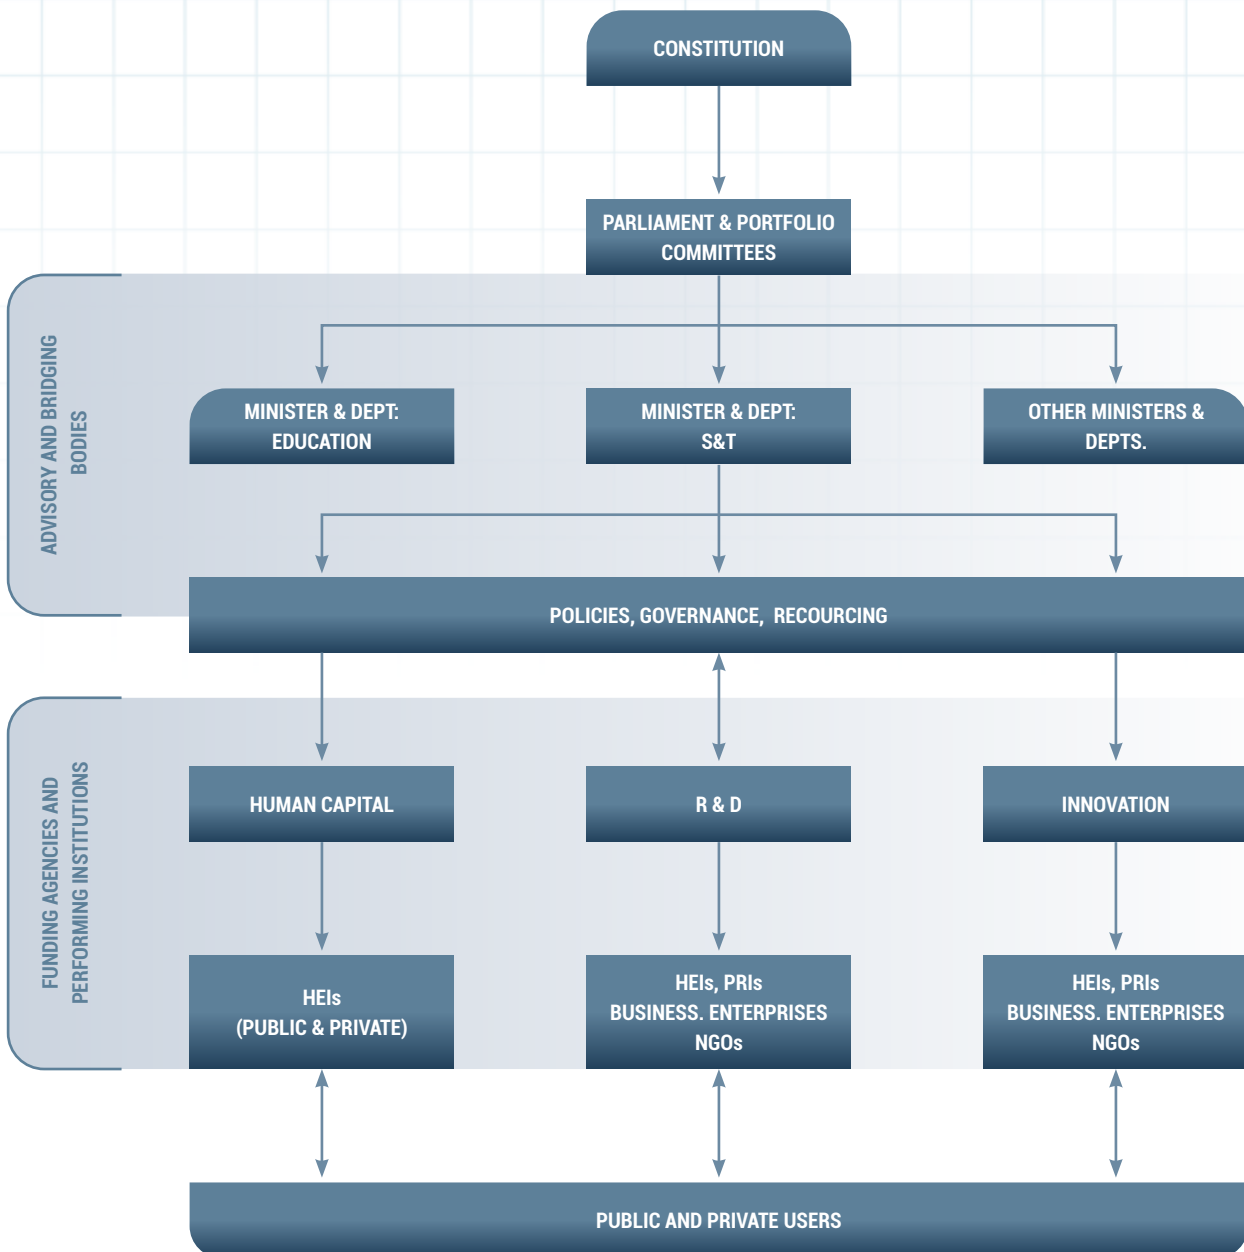 CONSTITUTION
PARLIAMENT & PORTFOLIO
COMMITTEES
ADVISORY AND BRIDGING
BODIES
MINISTER & DEPT:
EDUCATION
MINISTER & DEPT:
S&T
OTHER MINISTERS &
DEPTS.
POLICIES, GOVERNANCE, RECOURCING
FUNDING AGENCIES AND
PERFORMING INSTITUTIONS
HUMAN CAPITAL
R & D
INNOVATION
HEIs
(PUBLIC & PRIVATE)
HEIs, PRIs
BUSINESS. ENTERPRISES
NGOs
HEIs, PRIs
BUSINESS. ENTERPRISES
NGOs
PUBLIC AND PRIVATE USERS